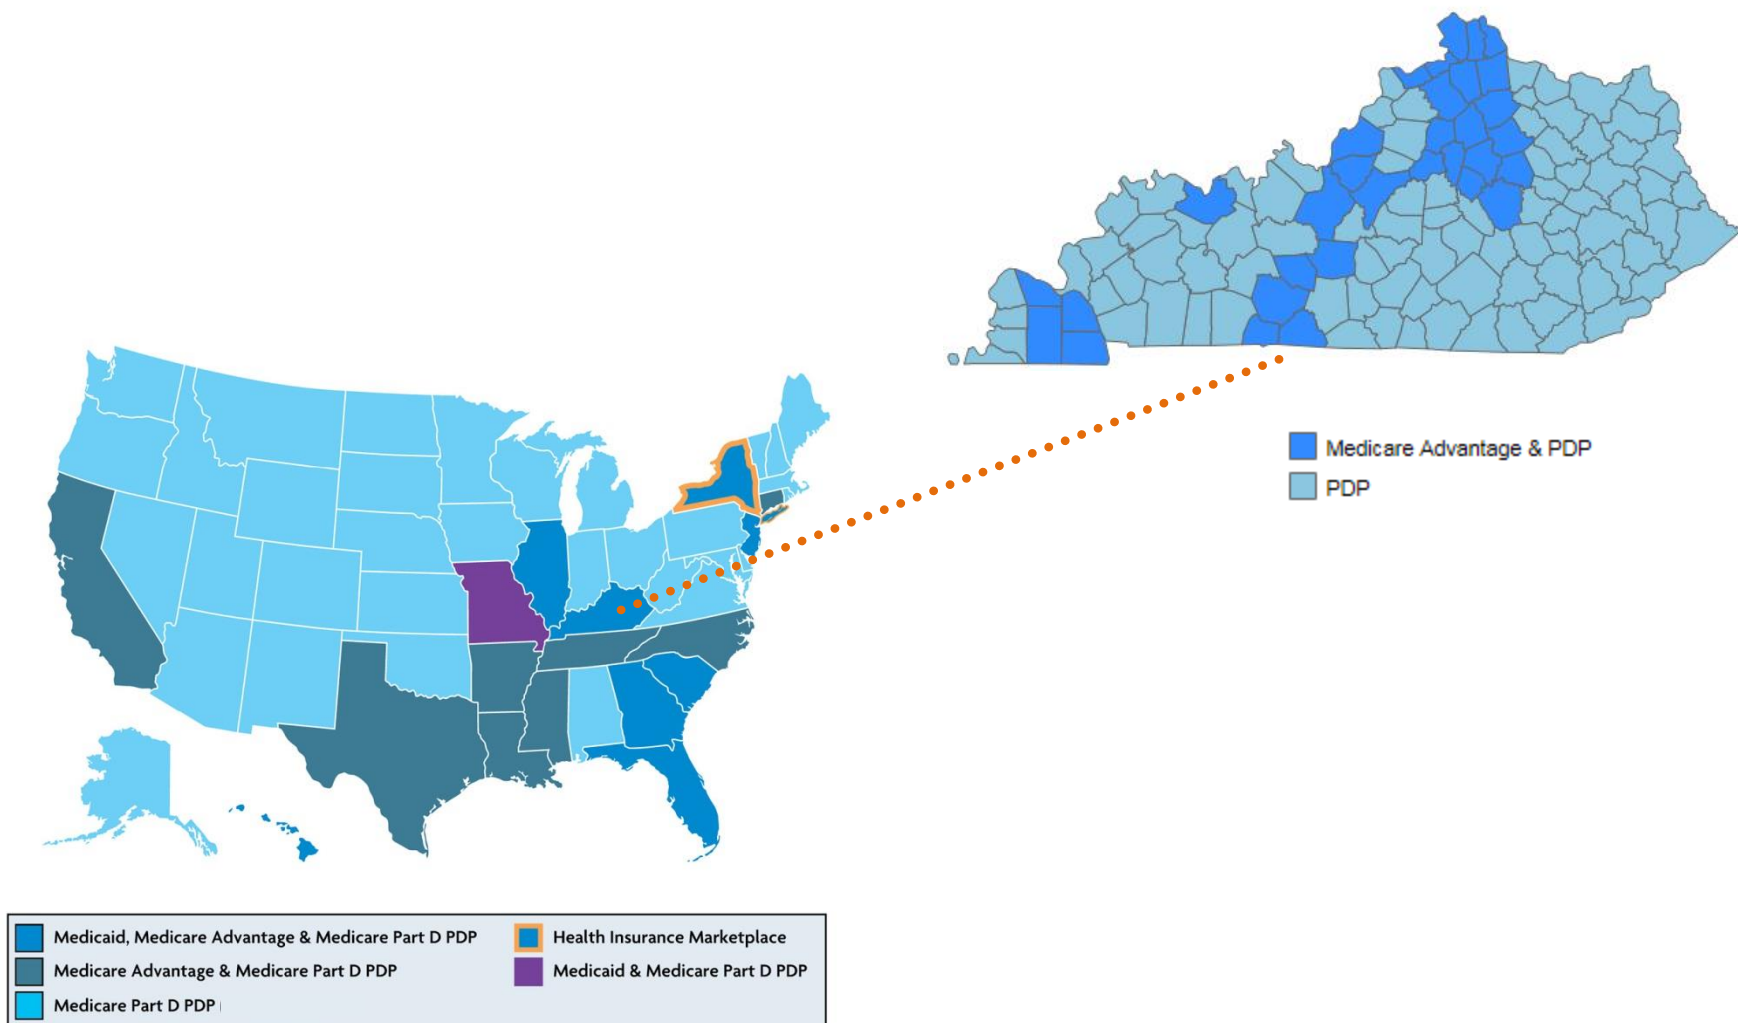 Medicare Advantage & PDP
PDP
Medicaid, Medicare Advantage & Medicare Part D PDP
Health Insurance Marketplace
Medicare Advantage & Medicare Part D PDP
Medicaid & Medicare Part D PDP
Medicare Part D PDP